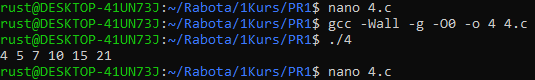 rust@DESKTOP-41UN73J:~/Rabota/1Kurs/PR1$ nano 4.c
rust@DESKTOP-41UN73J:~/Rabota/1Kurs/PR1$ gcc -Wall -g -O0 -o 4 4.c
rust@DESKTOP-41UN73J:~/Rabota/1Kurs/PR1$ ./4
4 5 7 10 15 21
rust@DESKTOP-41UN73J:~/Rabota/1Kurs/PR1$ nano 4.c